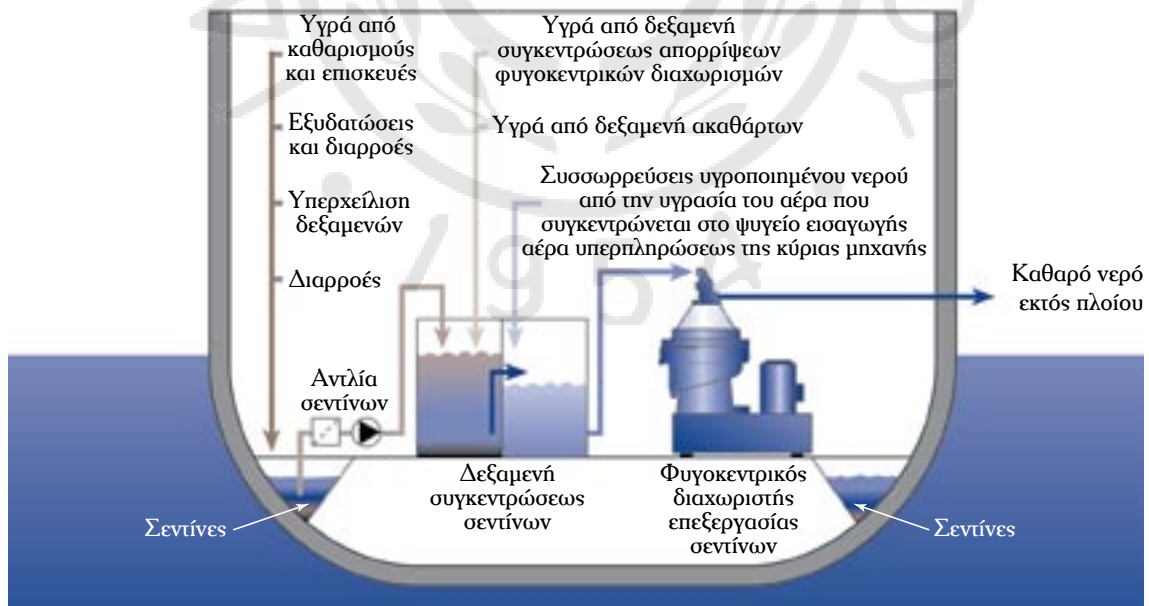 Υγρά από
καθαρισμούς
και επισκευές
Υγρά από δεξαμενή
συγκεντρώσεως απορρίψεων
φυγοκεντρικών διαχωρισμών
Εξυδατώσεις
και διαρροές
Υγρά από δεξαμενή ακαθάρτων
Υπερχείλιση
δεξαμενών
Συσσωρρεύσεις υγροποιημένου νερού
από την υγρασία του αέρα που
συγκεντρώνεται στο ψυγείο εισαγωγής
αέρα υπερπληρώσεως της κύριας μηχανής
Διαρροές
Καθαρό νερό
εκτός πλοίου
Αντλία
σεντίνων
Δεξαμενή
συγκεντρώσεως
σεντίνων
Φυγοκεντρικός
διαχωριστής
επεξεργασίας
σεντίνων
Σεντίνες
Σεντίνες
1954